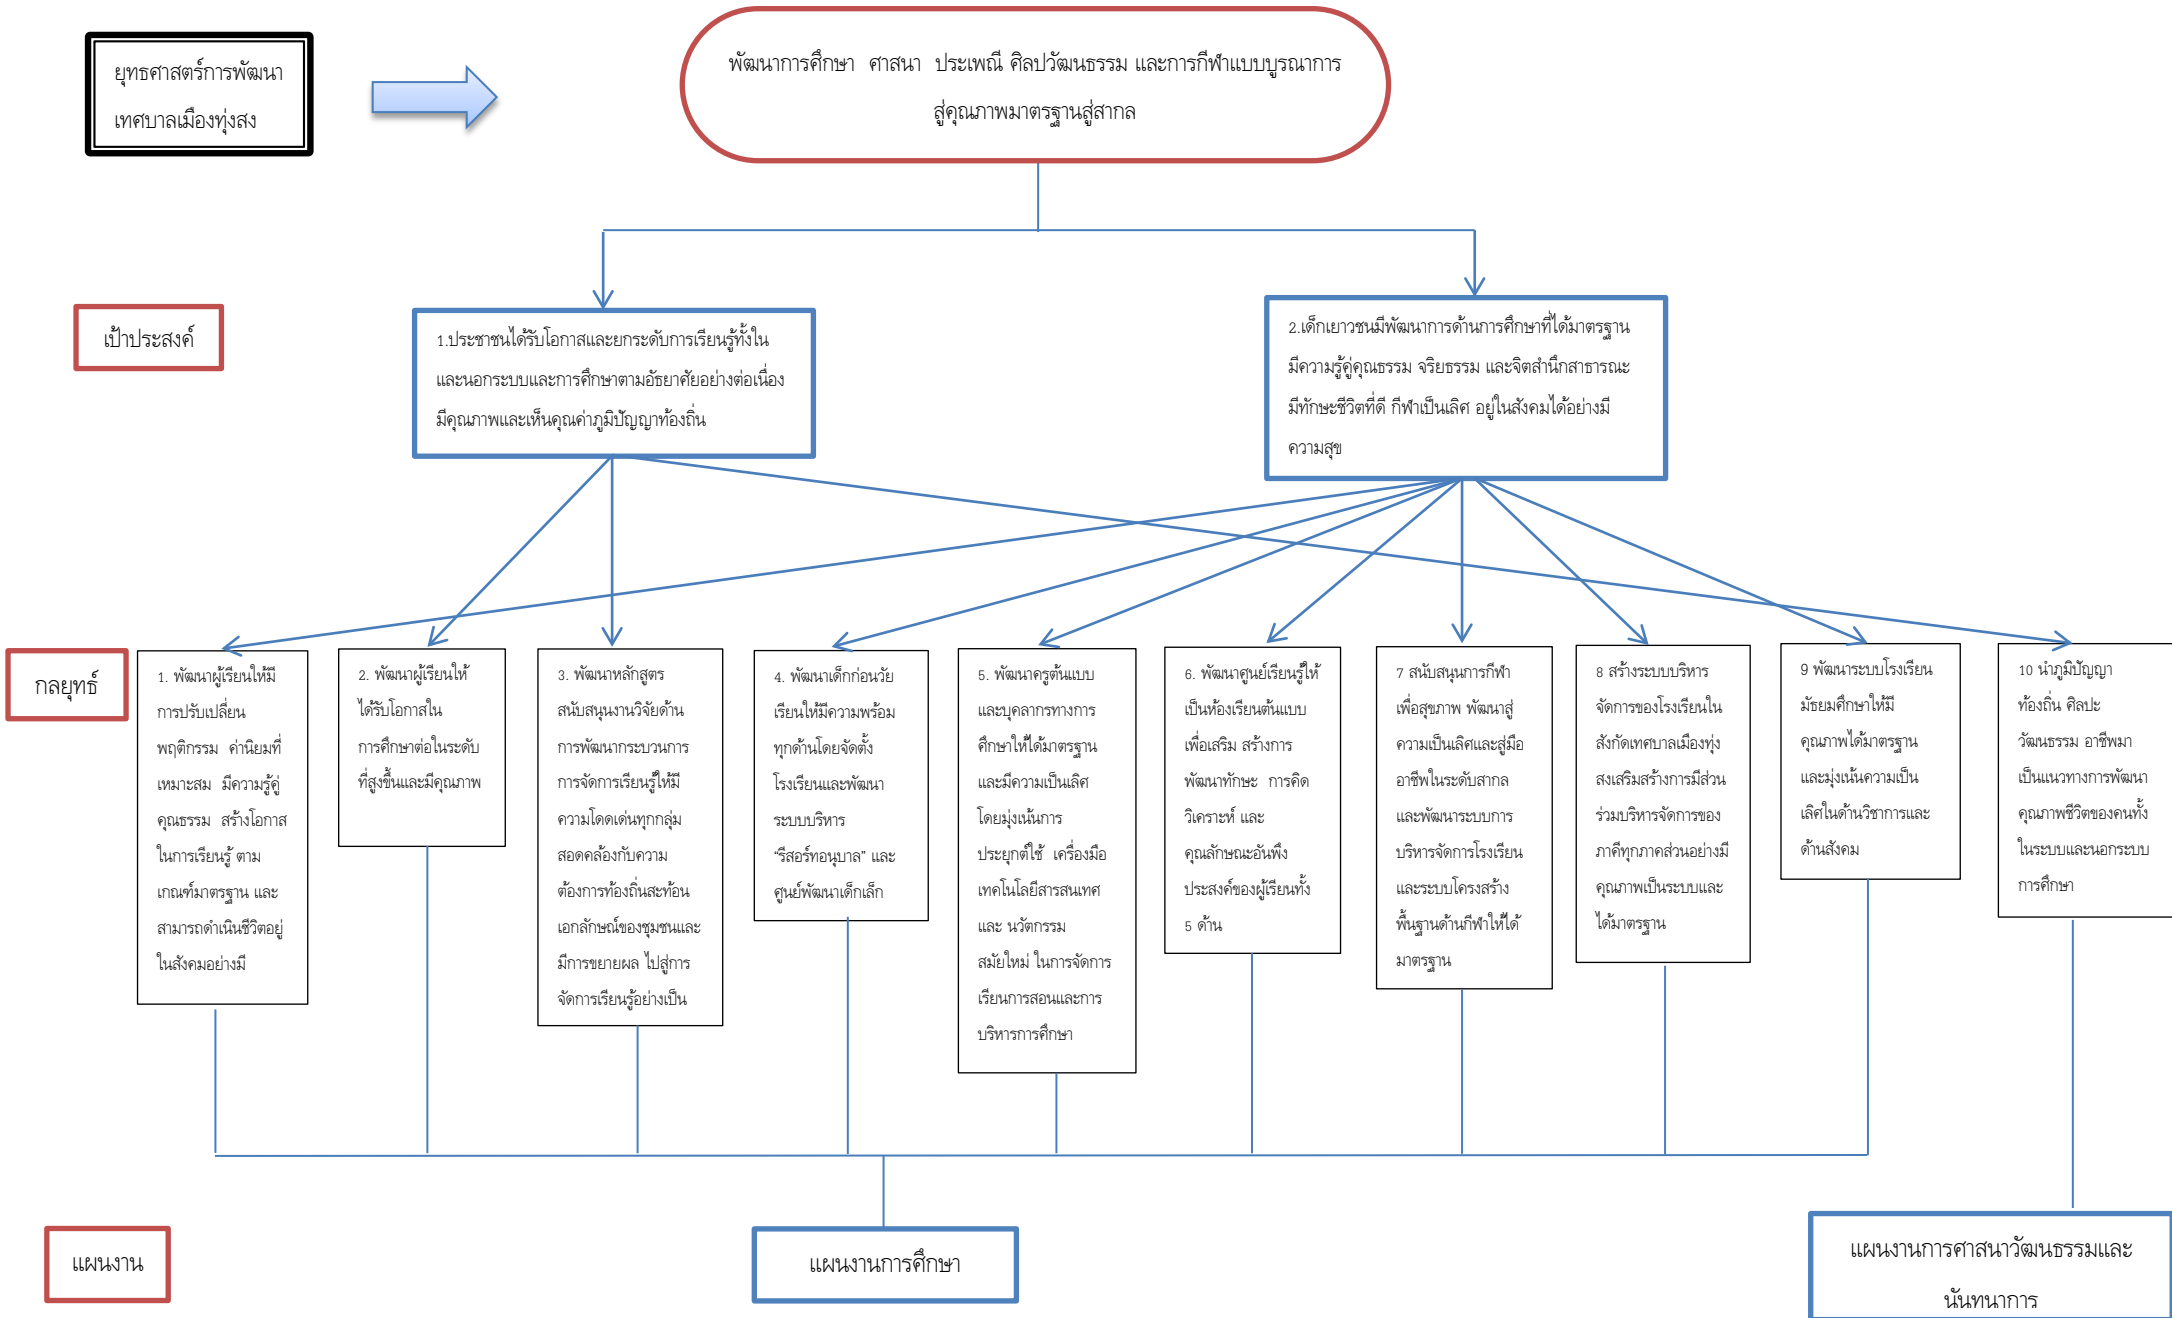 ยุทธศาสตร์การพัฒนา
เทศบาลเมืองทุ่งสง
พัฒนาการศึกษา ศาสนา ประเพณี ศิลปวัฒนธรรม และการกีฬาแบบบูรณาการ
สู่คุณภาพมาตรฐานสู่สากล
เป้าประสงค์
1.ประชาชนได้รับโอกาสและยกระดับการเรียนรู้ทั้งใน
และนอกระบบและการศึกษาตามอัธยาศัยอย่างต่อเนื่อง
มีคุณภาพและเห็นคุณค่าภูมิปัญญาท้องถิ่น
2.เด็กเยาวชนมีพัฒนาการด้านการศึกษาที่ได้มาตรฐาน
มีความรู้คู่คุณธรรม จริยธรรม และจิตสำนึกสาธารณะ
มีทักษะชีวิตที่ดี กีฬาเป็นเลิศ อยู่ในสังคมได้อย่างมี
ความสุข
กลยุทธ์
1. พัฒนาผู้เรียนให้มี
การปรับเปลี่ยน
พฤติกรรม ค่านิยมที่
เหมาะสม มีความรู้คู่
คุณธรรม สร้างโอกาส
ในการเรียนรู้ ตาม
เกณฑ์มาตรฐาน และ
สามารถดำเนินชีวิตอยู่
ในสังคมอย่างมี
2. พัฒนาผู้เรียนให้
ได้รับโอกาสใน
การศึกษาต่อในระดับ
ที่สูงขึ้นและมีคุณภาพ
3. พัฒนาหลักสูตร
สนับสนุนงานวิจัยด้าน
การพัฒนากระบวนการ
การจัดการเรียนรู้ให้มี
ความโดดเด่นทุกกลุ่ม
สอดคล้องกับความ
ต้องการท้องถิ่นสะท้อน
เอกลักษณ์ของชุมชนและ
มีการขยายผล ไปสู่การ
จัดการเรียนรู้อย่างเป็น
4. พัฒนาเด็กก่อนวัย
เรียนให้มีความพร้อม
ทุกด้านโดยจัดตั้ง
โรงเรียนและพัฒนา
ระบบบริหาร
“รีสอร์ทอนุบาล” และ
ศูนย์พัฒนาเด็กเล็ก
5. พัฒนาครูต้นแบบ
และบุคลากรทางการ
ศึกษาให้ได้มาตรฐาน
และมีความเป็นเลิศ
โดยมุ่งเน้นการ
ประยุกต์ใช้ เครื่องมือ
เทคโนโลยีสารสนเทศ
และ นวัตกรรม
สมัยใหม่ ในการจัดการ
เรียนการสอนและการ
บริหารการศึกษา
6. พัฒนาศูนย์เรียนรู้ให้
เป็นห้องเรียนต้นแบบ
เพื่อเสริม สร้างการ
พัฒนาทักษะ การคิด
วิเคราะห์ และ
คุณลักษณะอันพึง
ประสงค์ของผู้เรียนทั้ง
5 ด้าน
7 สนับสนุนการกีฬา
เพื่อสุขภาพ พัฒนาสู่
ความเป็นเลิศและสู่มือ
อาชีพในระดับสากล
และพัฒนาระบบการ
บริหารจัดการโรงเรียน
และระบบโครงสร้าง
พื้นฐานด้านกีฬาให้ได้
มาตรฐาน
8 สร้างระบบบริหาร
จัดการของโรงเรียนใน
สังกัดเทศบาลเมืองทุ่ง
สงเสริมสร้างการมีส่วน
ร่วมบริหารจัดการของ
ภาคีทุกภาคส่วนอย่างมี
คุณภาพเป็นระบบและ
ได้มาตรฐาน
9 พัฒนาระบบโรงเรียน
มัธยมศึกษาให้มี
คุณภาพได้มาตรฐาน
และมุ่งเน้นความเป็น
เลิศในด้านวิชาการและ
ด้านสังคม
10 นำภูมิปัญญา
ท้องถิ่น ศิลปะ
วัฒนธรรม อาชีพมา
เป็นแนวทางการพัฒนา
คุณภาพชีวิตของคนทั้ง
ในระบบและนอกระบบ
การศึกษา
แผนงาน
แผนงานการศึกษา
แผนงานการศาสนาวัฒนธรรมและ
นันทนาการ